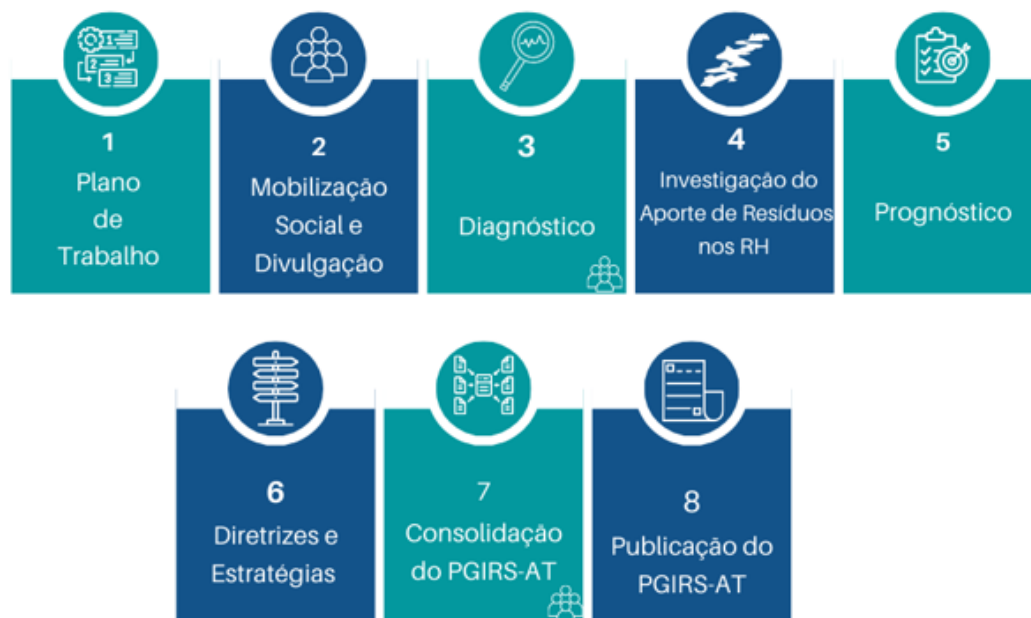 1
Plano
de
Trabalho
2
Mobilização
Social e
Divulgação
3
Diagnóstico
4
Investigação do
Aporte de Resíduos
nos RH
5
Prognóstico
6
Diretrizes e
Estratégias
7
Consolidação
do PGIRS-AT
8
Publicação do
PGIRS-AT